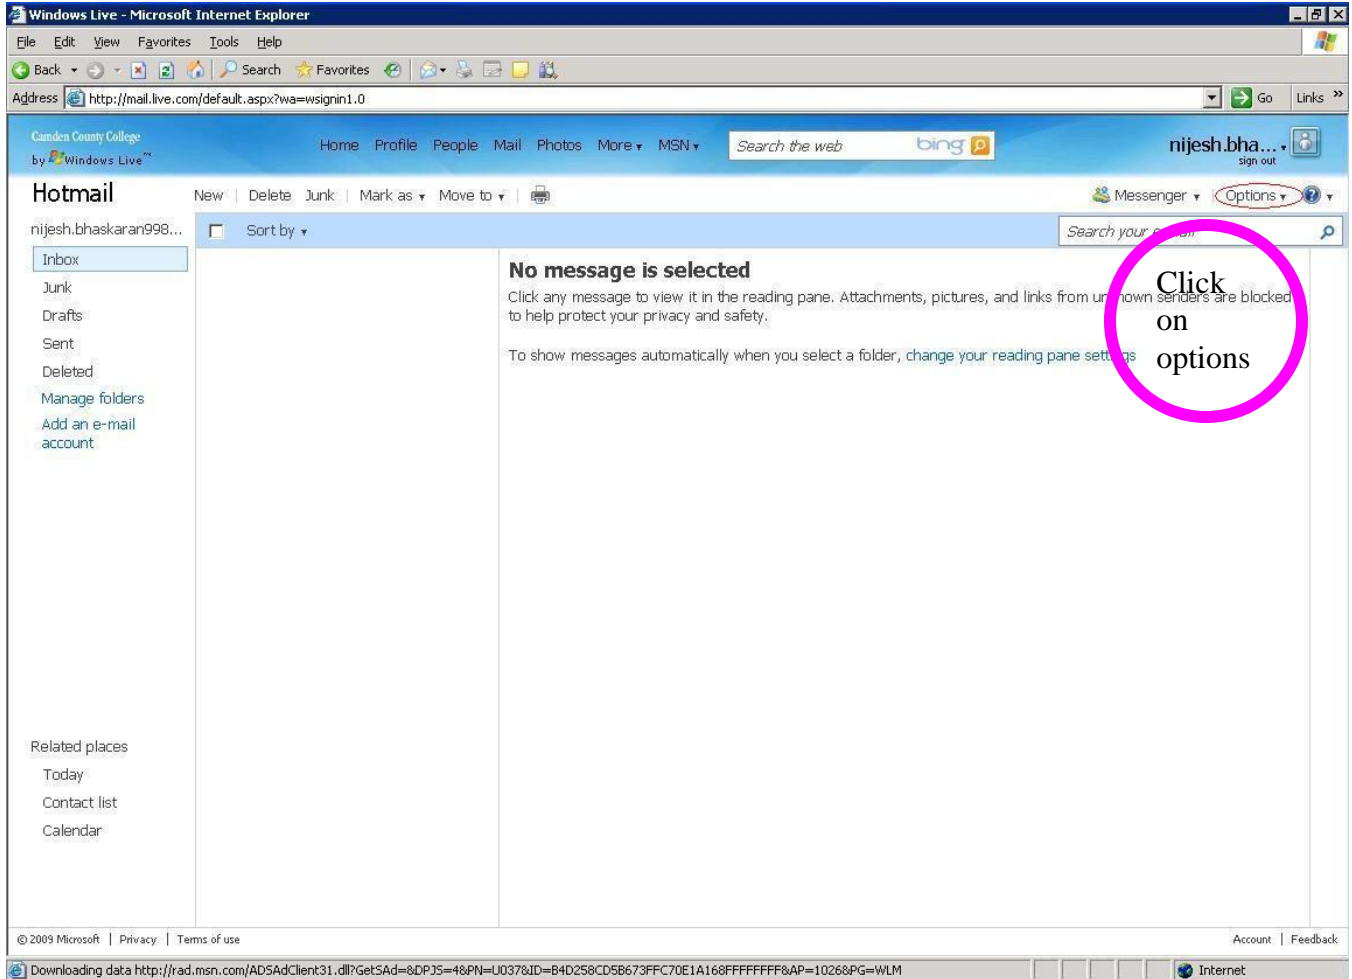 Windows Live - Microsoft Internet Explorer
File Edit View Favorites Tools Help
Back Search Favorites
Address http://mail.live.com/default.aspx?wa=wsignin1.0 Go Links »
Camden County College
by Windows Live™
Home Profile People Mail Photos More MSN Search the web bing
nijesh.bha...
sign out
Hotmail New | Delete Junk | Mark as Move to | Messenger | Options ?
nijesh.bhaskaran998... Sort by Search your
Inbox
Junk
Drafts
Sent
Deleted
Manage folders
Add an e-mail
account
No message is selected
Click any message to view it in the reading pane. Attachments, pictures, and links from unknown senders are blocked
to help protect your privacy and safety.
To show messages automatically when you select a folder, change your reading pane settings
Click
on
options
Related places
Today
Contact list
Calendar
© 2009 Microsoft | Privacy | Terms of use Account | Feedback
Downloading data http://rad.msn.com/ADSAdClient31.dll?GetSAd=&DPJS=4&PN=U037&ID=B4D258CD5B673FFC70E1A168FFFFFFFF&AP=1026&PG=WLM Internet